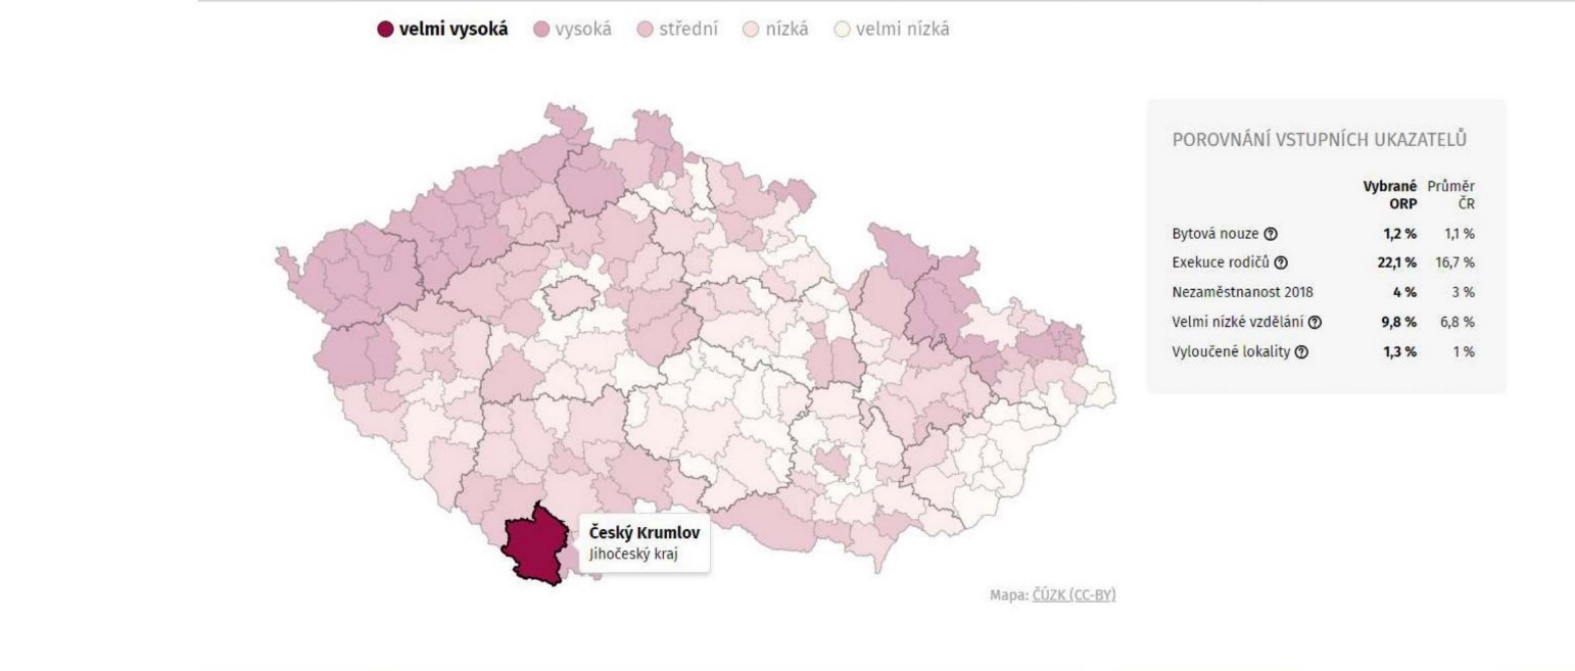 velmi vysoká vysoká střední nízká velmi nízká
POROVNÁNÍ VSTUPNÍCH UKAZATELŮ
Vybrané ORP Průměr ČR
Bytová nouze ? 1,2 % 1,1 %
Exekuce rodičů ? 22,1 % 16,7 %
Nezaměstnanost 2018 4 % 3 %
Velmi nízké vzdělání ? 9,8 % 6,8 %
Vyloučené lokality ? 1,3 % 1 %
Český Krumlov
Jihočeský kraj
Mapa: ČÚZK (CC-BY)